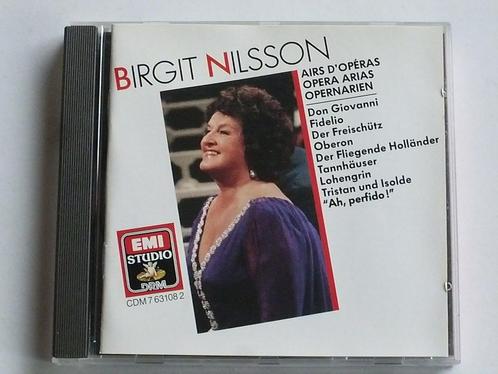 BIRGIT NILSSON
AIRS D'OPÉRAS
OPERA ARIAS
OPERNARIEN
Don Giovanni
Fidelio
Der Freischütz
Oberon
Der Fliegende Holländer
Tannhäuser
Lohengrin
Tristan und Isolde
"Ah, perfido!"
EMI
STUDIO
DRM
CDM 7 63108 2